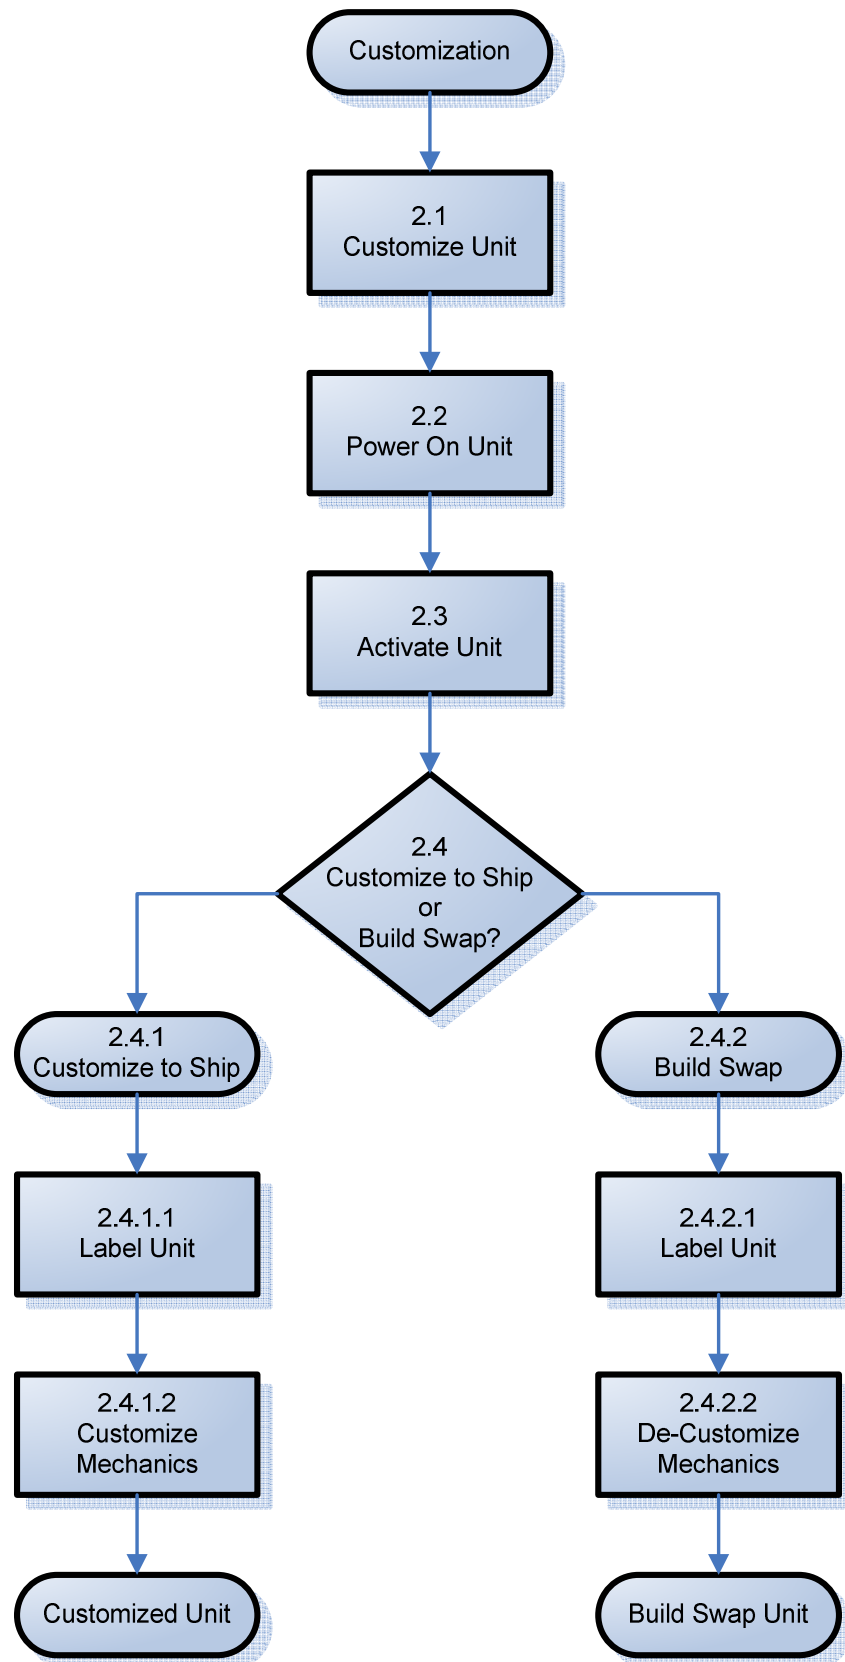 Customization
2.1
Customize Unit
2.2
Power On Unit
2.3
Activate Unit
2.4
Customize to Ship
or
Build Swap?
2.4.1
Customize to Ship
2.4.2
Build Swap
2.4.1.1
Label Unit
2.4.2.1
Label Unit
2.4.1.2
Customize
Mechanics
2.4.2.2
De-Customize
Mechanics
Customized Unit
Build Swap Unit